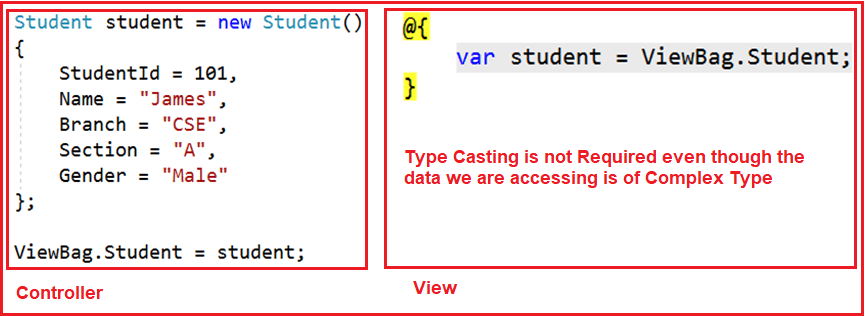 Student student = new Student()
{
StudentId = 101,
Name = "James",
Branch = "CSE",
Section = "A",
Gender = "Male"
};
ViewBag.Student = student;
Controller
@{
var student = ViewBag.Student;
}
Type Casting is not Required even though the
data we are accessing is of Complex Type
View